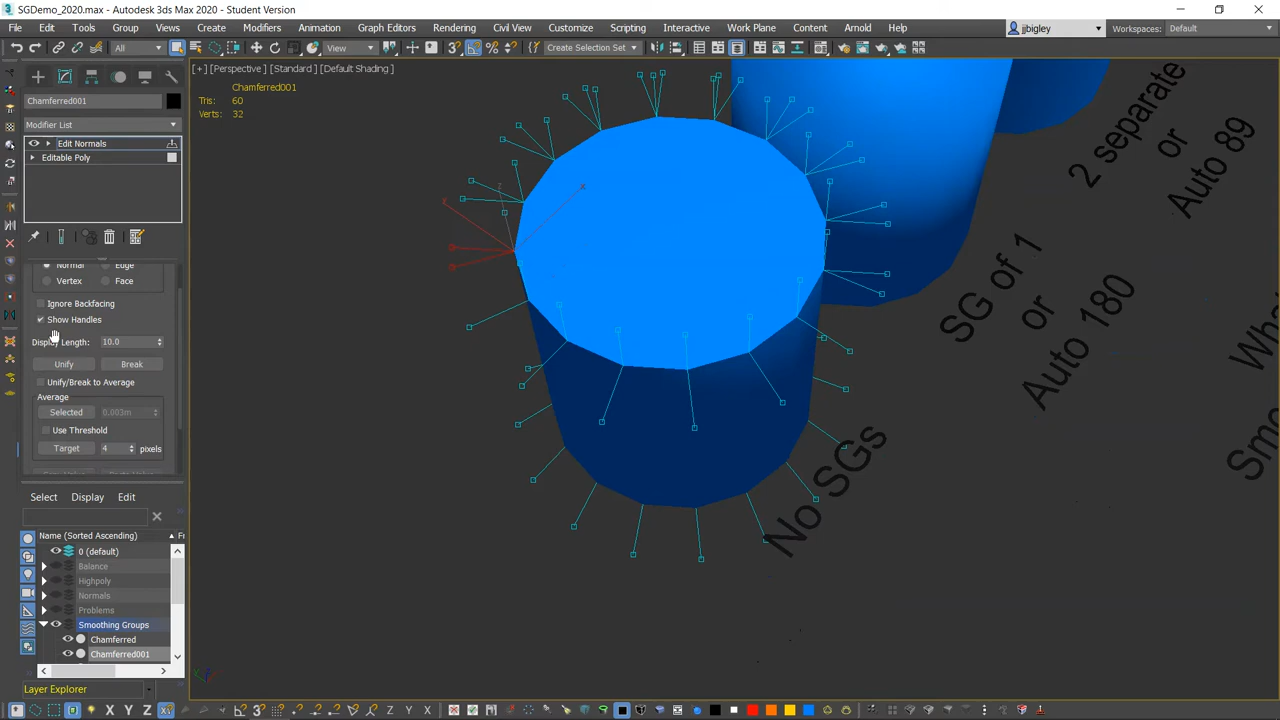 SGDemo_2020.max - Autodesk 3ds Max 2020 - Student Version
File Edit Tools Group Views Create Modifiers Animation Graph Editors Rendering Customize Scripting Interactive Civil View Content Arnold Help jjbigley Workspaces: Default
All View Create Selection Set
[+] [Perspective ] [Standard ] [Default Shading ]
Chamferred001
Tris: 60
Verts: 32
Chamferred001
Modifier List
Edit Normals
Editable Poly
Normal Edge
Vertex Face
Ignore Backfacing
Show Handles
Display Length: 10.0
Unify Break
Unify/Break to Average
Average
Selected 0.003m
Use Threshold
Target 4 pixels
Select Display Edit
Name (Sorted Ascending) Fr
0 (default)
Balance
Highpoly
Normals
Problems
Smoothing Groups
Chamferred
Chamferred001
Layer Explorer
2 separate
or
Auto 89
SG of 1
or
Auto 180
No SGs
X Y Z XY